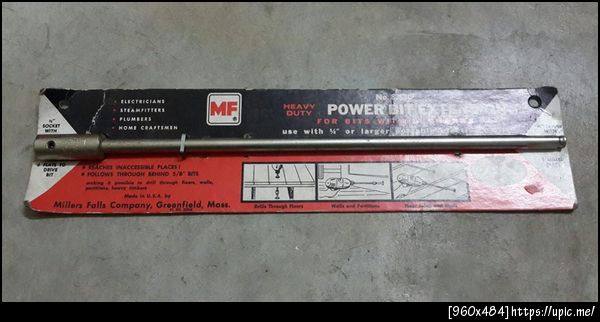 • ELECTRICIANS
• STEAMFITTERS
• PLUMBERS
• HOME CRAFTSMEN
MF
No.
HEAVY DUTY
POWER BIT
FOR BITS WITH
use with ¼" or larger
SOCKET
WITH
FLATS TO
DRIVE
BIT
• REACHES INACCESSIBLE PLACES!
• FOLLOWS THROUGH BEHIND 5/8" BITS
making it possible to drill through floors, walls,
partitions, heavy timbers
Made in U.S.A. by
Millers Falls Company, Greenfield, Mass.
Drills Through Floors
Walls and Partitions
[960x484]https://upic.me/